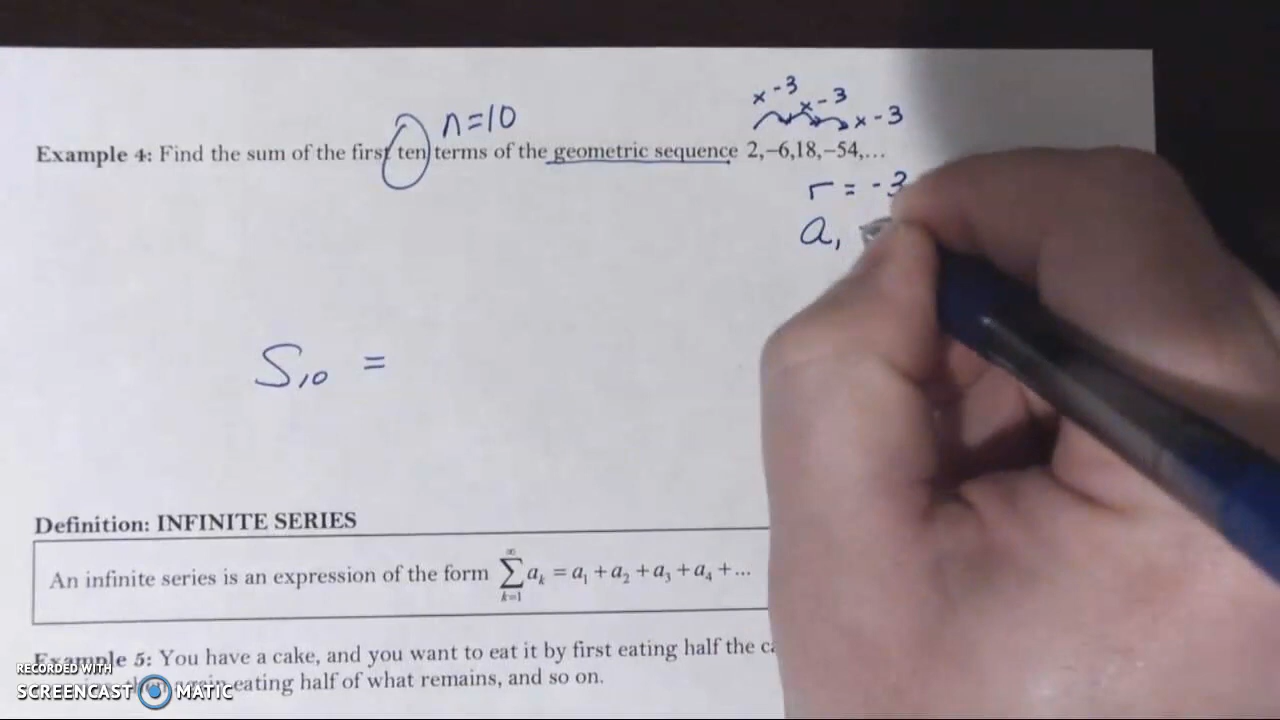 x -3
x -3
x -3
n=10
Example 4: Find the sum of the first ten terms of the geometric sequence 2,–6,18,–54,...
r = -3
a₁
S₁₀ =
Definition: INFINITE SERIES
An infinite series is an expression of the form ∑ₖ₌₁^∞ aₖ = a₁ + a₂ + a₃ + a₄ + ...
Example 5: You have a cake, and you want to eat it by first eating half the
eating half of what remains, and so on.
RECORDED WITH
SCREENCAST MATIC